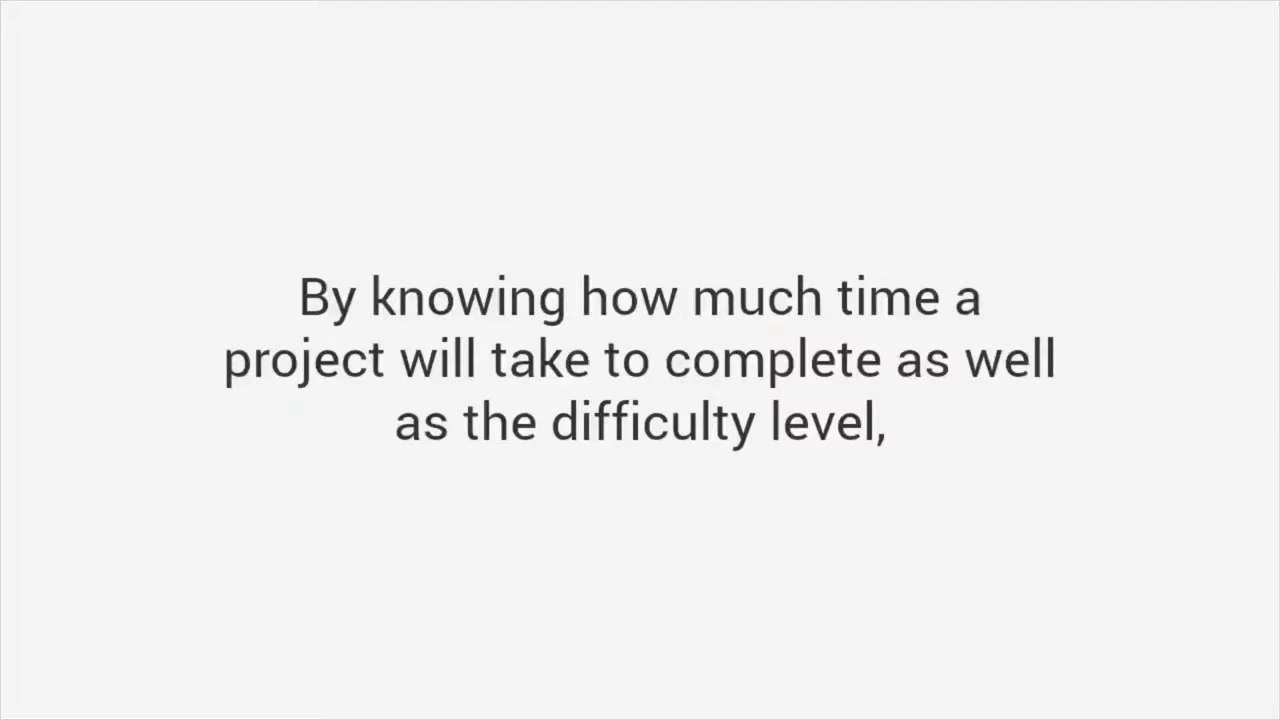 By knowing how much time a
project will take to complete as well
as the difficulty level,